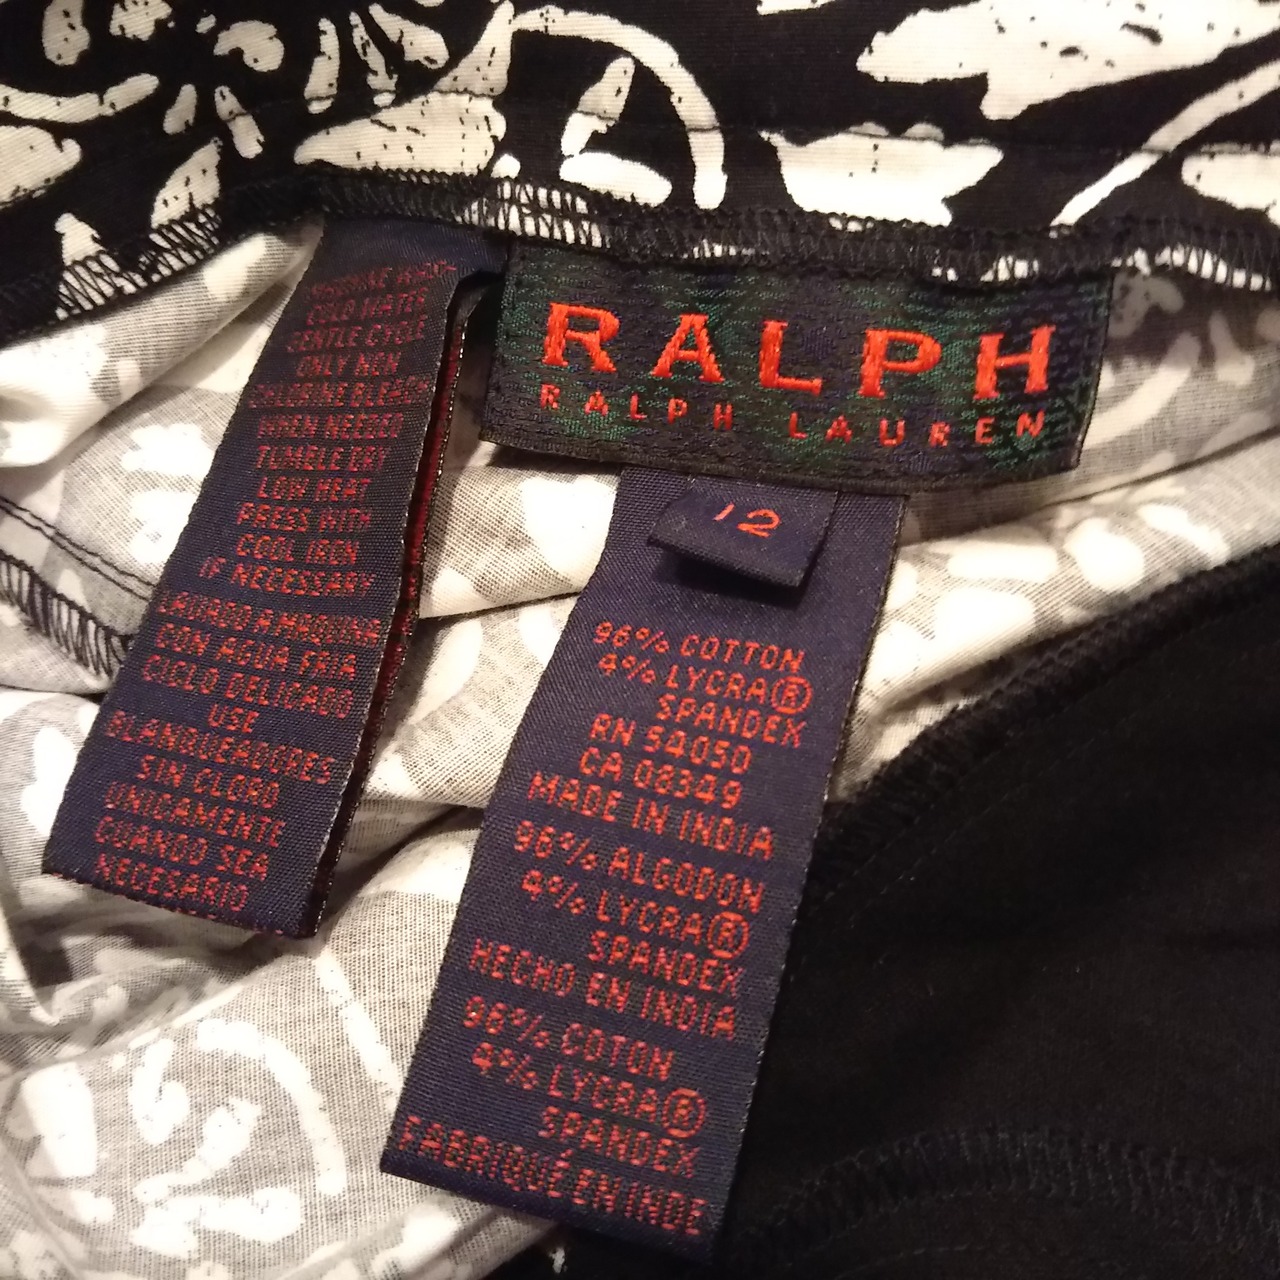 MACHINE WASH
COLD WATER
GENTLE CYCLE
ONLY NON
CHLORINE BLEACH
WHEN NEEDED
TUMBLE DRY
LOW HEAT
PRESS WITH
COOL IRON
IF NECESSARY
LAVADO A MAQUINA
CON AGUA FRIA
CICLO DELICADO
USE
BLANQUEADORES
SIN CLORO
UNICAMENTE
CUANDO SEA
NECESARIO
RALPH
RALPH LAUREN
12
96% COTTON
4% LYCRA®
SPANDEX
RN 54050
CA 08349
MADE IN INDIA
96% ALGODON
4% LYCRA®
SPANDEX
HECHO EN INDIA
96% COTON
4% LYCRA®
SPANDEX
FABRIQUÉ EN INDE